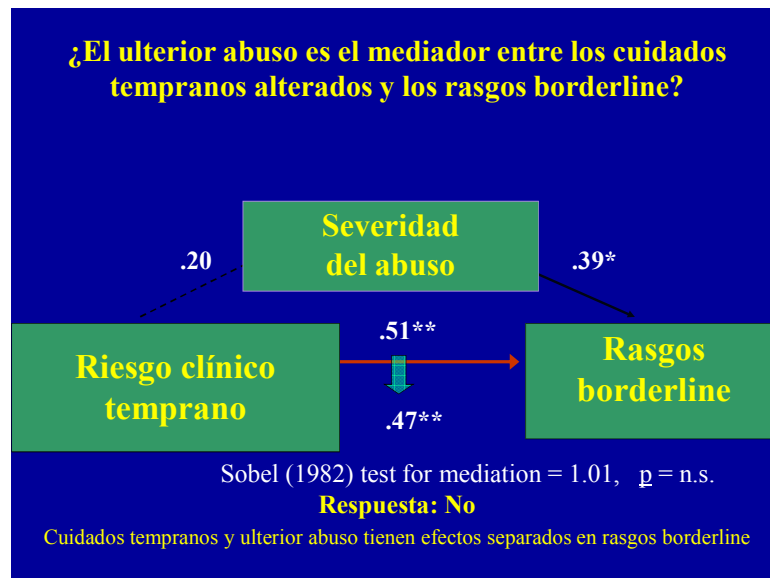 ¿El ulterior abuso es el mediador entre los cuidados
tempranos alterados y los rasgos borderline?
Severidad
del abuso
.20
.39*
.51**
Riesgo clínico
temprano
Rasgos
borderline
.47**
Sobel (1982) test for mediation = 1.01, p = n.s.
Respuesta: No
Cuidados tempranos y ulterior abuso tienen efectos separados en rasgos borderline